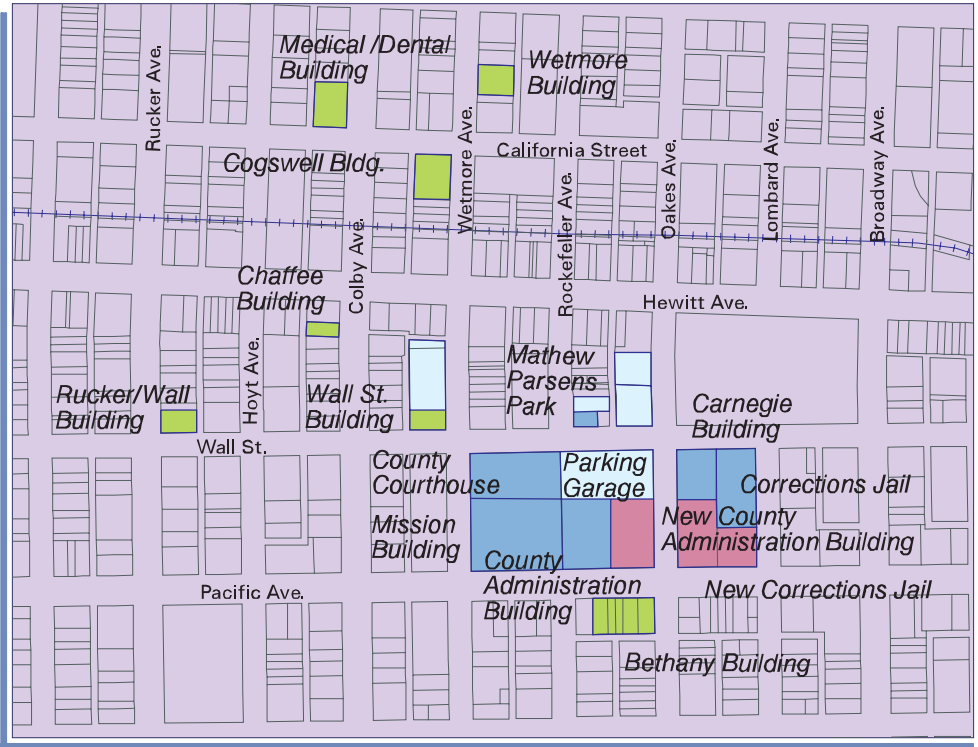 Medical /Dental
Building
Wetmore
Building
Rucker Ave.
Cogswell Bldg.
Wetmore Ave.
California Street
Oakes Ave.
Lombard Ave.
Broadway Ave.
Colby Ave.
Rockefeller Ave.
Chaffee
Building
Hewitt Ave.
Hoyt Ave.
Rucker/Wall
Building
Wall St.
Building
Mathew
Parsens
Park
Carnegie
Building
Wall St.
County
Courthouse
Parking
Garage
Corrections Jail
Mission
Building
New County
Administration Building
County
Administration
Building
Pacific Ave.
New Corrections Jail
Bethany Building